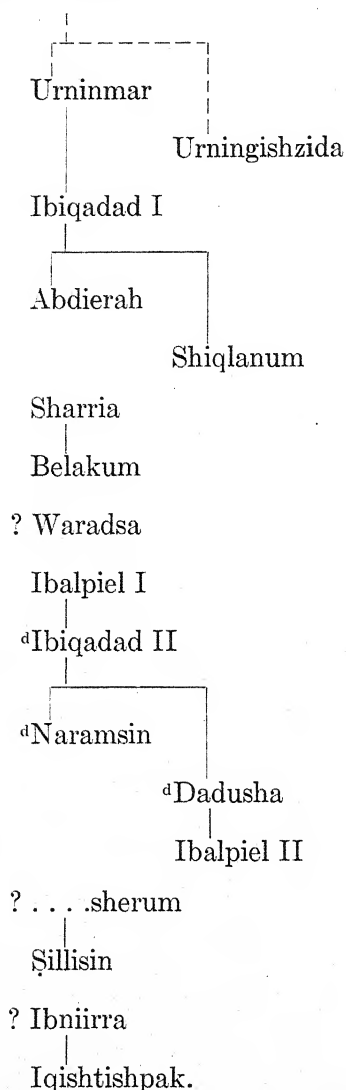 Urninmar
Urningishzida
Ibiqadad I
Abdierah
Shiqlanum
Sharria
Belakum
? Waradsa
Ibalpiel I
ᵈIbiqadad II
ᵈNaramsin
ᵈDadusha
Ibalpiel II
? . . . .sherum
Ṣillisin
? Ibniirra
Iqishtishpak.